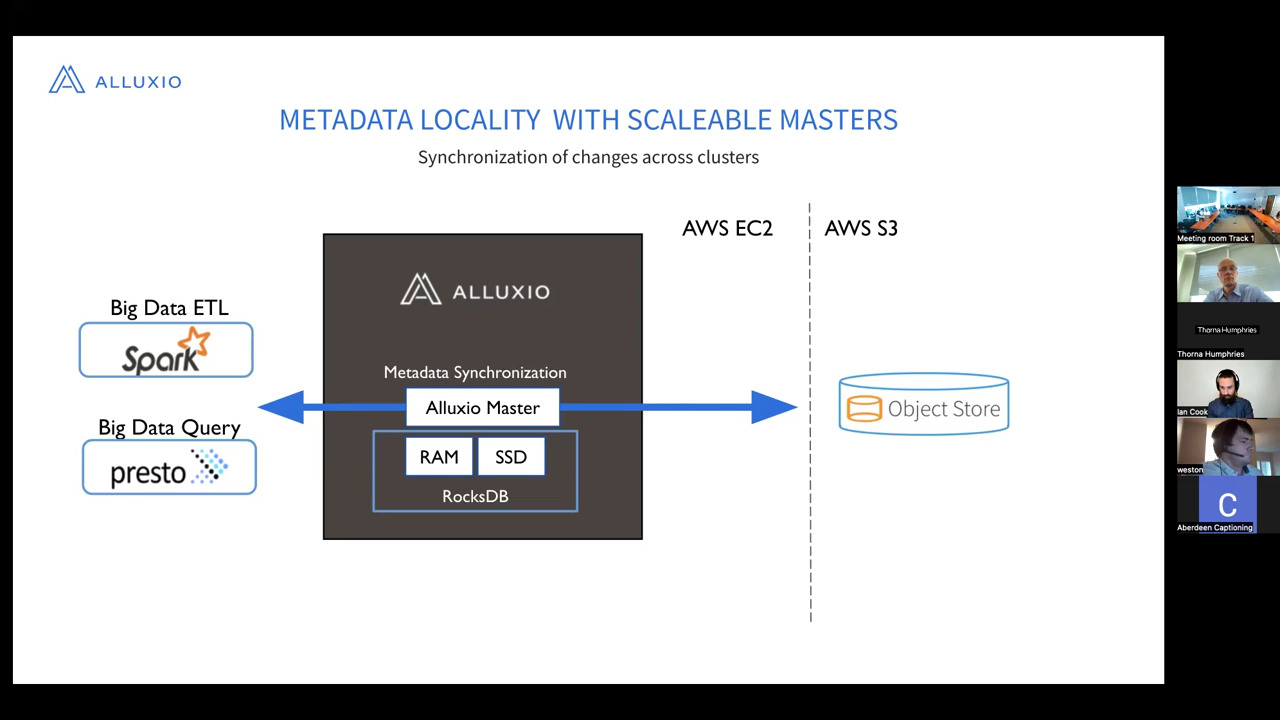 ALLUXIO
METADATA LOCALITY WITH SCALEABLE MASTERS
Synchronization of changes across clusters
AWS EC2
AWS S3
ALLUXIO
Big Data ETL
Spark
Metadata Synchronization
Alluxio Master
Object Store
Big Data Query
presto
RAM
SSD
RocksDB
Meeting room Track 1
Thorna Humphries
Thorna Humphries
Ian Cook
weston
C
Aberdeen Captioning